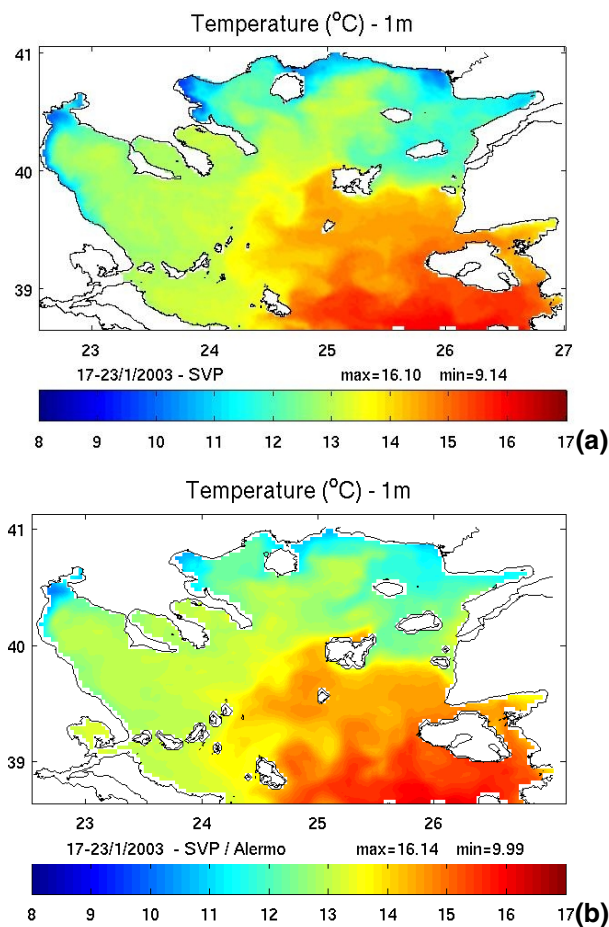 Temperature (°C) - 1m
41
40
39
23 24 25 26 27
17-23/1/2003 - SVP max=16.10 min=9.14
8 9 10 11 12 13 14 15 16 17 (a)
Temperature (°C) - 1m
41
40
39
23 24 25 26
17-23/1/2003 - SVP / Alermo max=16.14 min=9.99
8 9 10 11 12 13 14 15 16 17 (b)